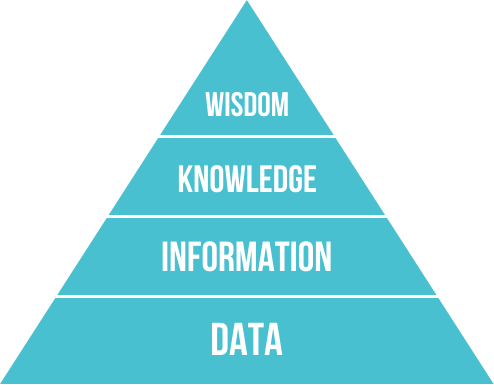 WISDOM
KNOWLEDGE
INFORMATION
DATA